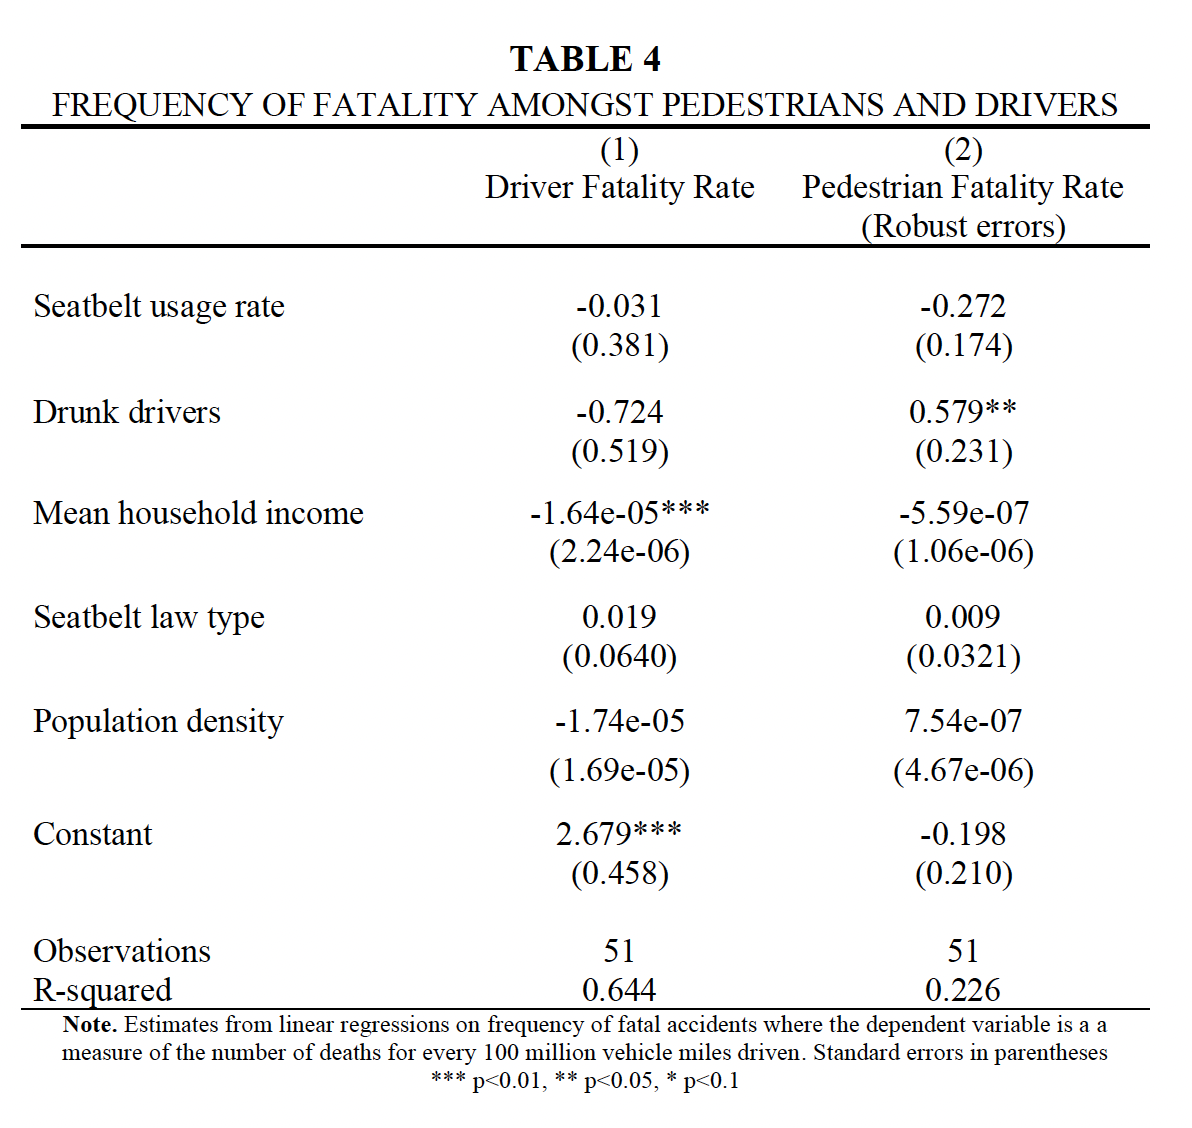 TABLE 4
FREQUENCY OF FATALITY AMONGST PEDESTRIANS AND DRIVERS
(1) (2)
Driver Fatality Rate Pedestrian Fatality Rate
(Robust errors)
Seatbelt usage rate -0.031 -0.272
(0.381) (0.174)
Drunk drivers -0.724 0.579**
(0.519) (0.231)
Mean household income -1.64e-05*** -5.59e-07
(2.24e-06) (1.06e-06)
Seatbelt law type 0.019 0.009
(0.0640) (0.0321)
Population density -1.74e-05 7.54e-07
(1.69e-05) (4.67e-06)
Constant 2.679*** -0.198
(0.458) (0.210)
Observations 51 51
R-squared 0.644 0.226
Note. Estimates from linear regressions on frequency of fatal accidents where the dependent variable is a a
measure of the number of deaths for every 100 million vehicle miles driven. Standard errors in parentheses
*** p<0.01, ** p<0.05, * p<0.1